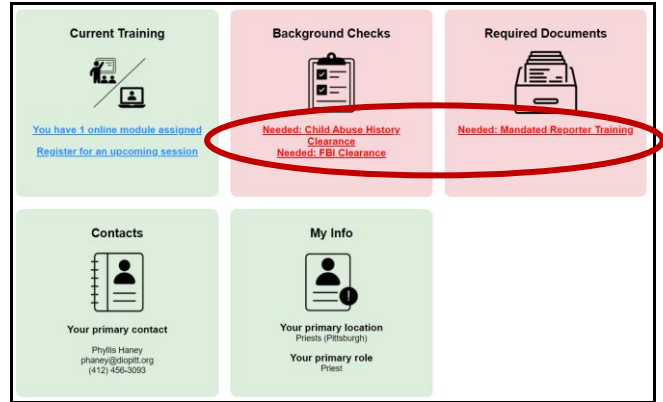 Current Training
You have 1 online module assigned
Register for an upcoming session
Background Checks
Needed: Child Abuse History
Clearance
Needed: FBI Clearance
Required Documents
Needed: Mandated Reporter Training
Contacts
Your primary contact
Phyllis Haney
phaney@diopitt.org
(412) 456-3093
My Info
Your primary location
Priests (Pittsburgh)
Your primary role
Priest